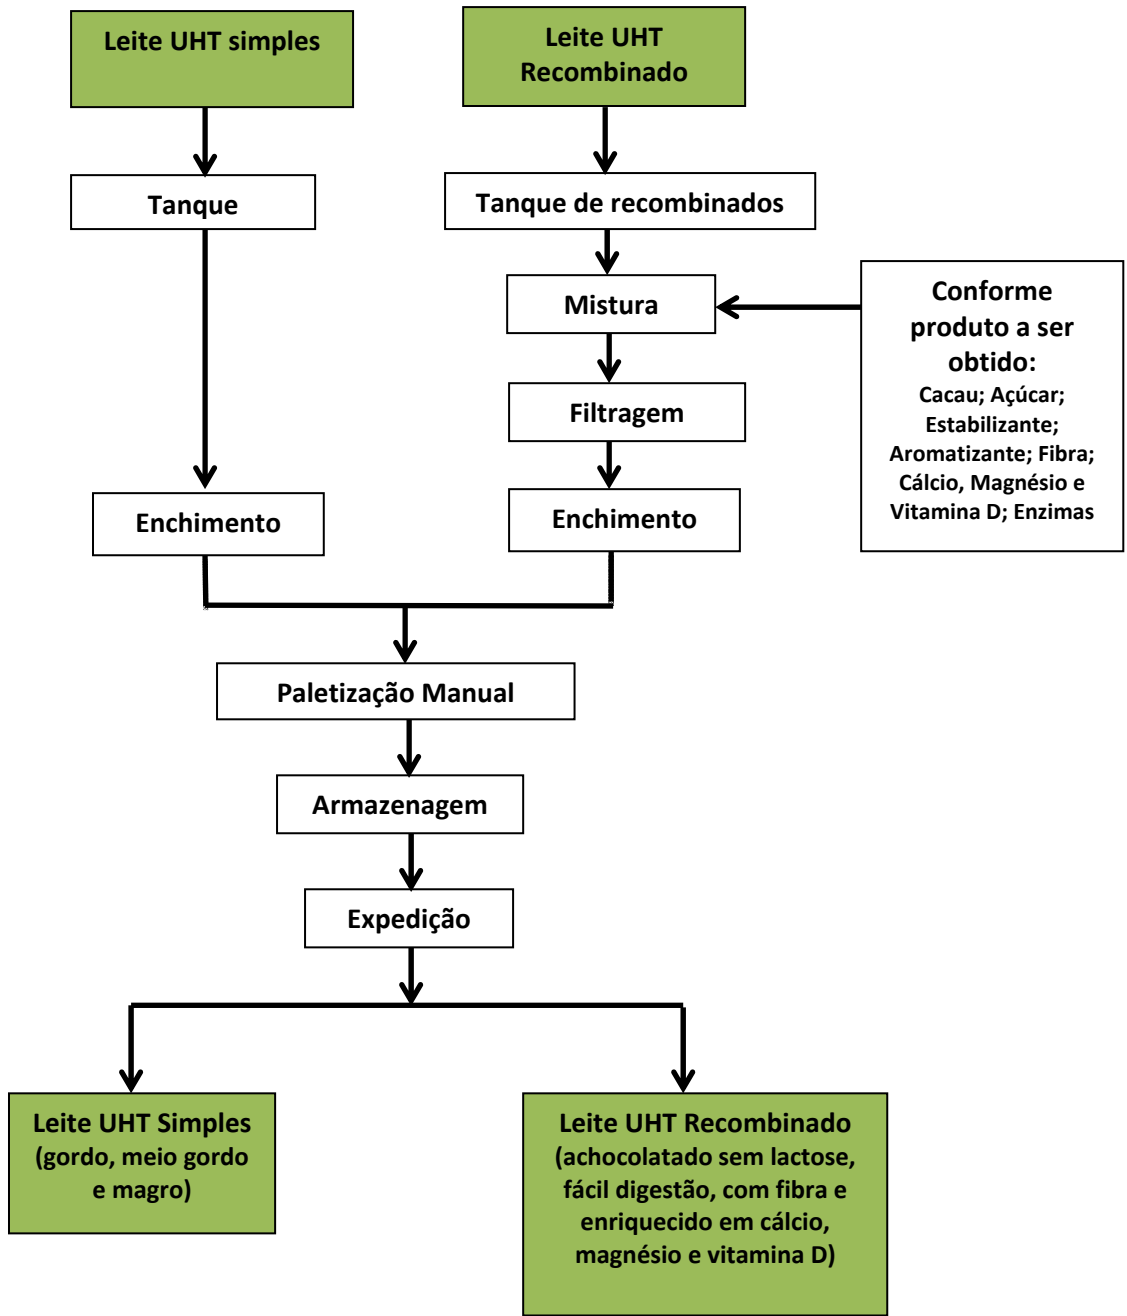 Leite UHT simples
Leite UHT
Recombinado
Tanque
Tanque de recombinados
Mistura
Conforme
produto a ser
obtido:
Cacau; Açúcar;
Estabilizante;
Aromatizante; Fibra;
Cálcio, Magnésio e
Vitamina D; Enzimas
Filtragem
Enchimento
Enchimento
Paletização Manual
Armazenagem
Expedição
Leite UHT Simples
(gordo, meio gordo
e magro)
Leite UHT Recombinado
(achocolatado sem lactose,
fácil digestão, com fibra e
enriquecido em cálcio,
magnésio e vitamina D)